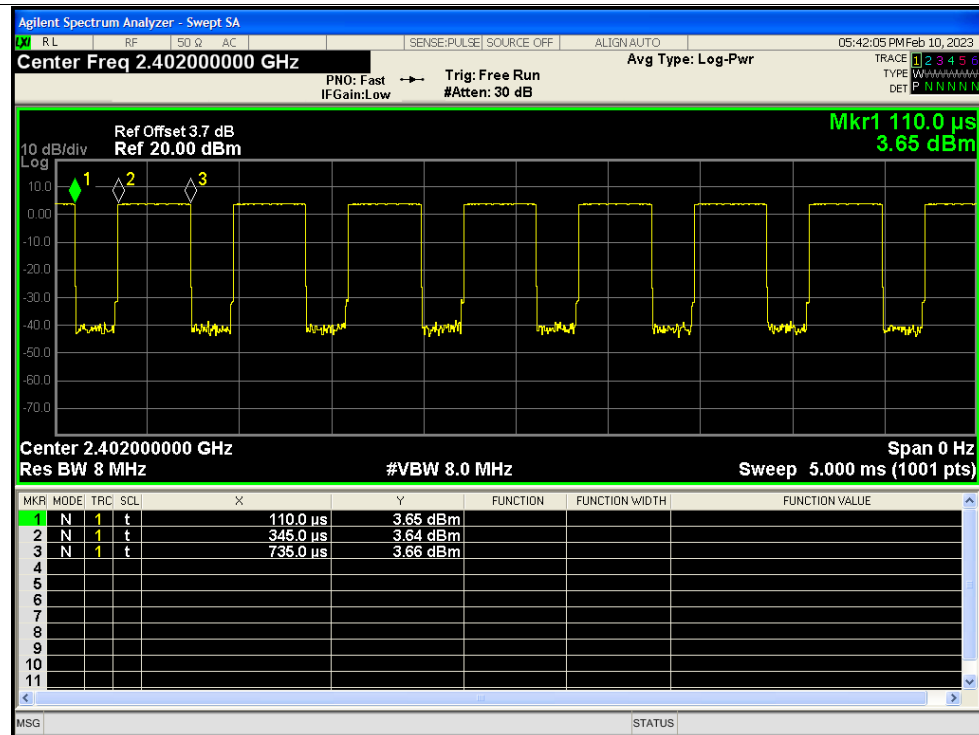 Agilent Spectrum Analyzer - Swept SA
LXI RL RF 50 Ω AC SENSE:PULSE SOURCE OFF ALIGN AUTO 05:42:05 PM Feb 10, 2023
Center Freq 2.402000000 GHz Avg Type: Log-Pwr TRACE 1 2 3 4 5 6
PNO: Fast Trig: Free Run TYPE WWWWWW
IFGain:Low #Atten: 30 dB DET P N N N N N
Mkr1 110.0 µs
3.65 dBm
Ref Offset 3.7 dB
10 dB/div Ref 20.00 dBm
Log
1 2 3
10.0
0.00
-10.0
-20.0
-30.0
-40.0
-50.0
-60.0
-70.0
Center 2.402000000 GHz Span 0 Hz
Res BW 8 MHz #VBW 8.0 MHz Sweep 5.000 ms (1001 pts)
MKR MODE TRC SCL X Y FUNCTION FUNCTION WIDTH FUNCTION VALUE
1 N 1 t 110.0 µs 3.65 dBm
2 N 1 t 345.0 µs 3.64 dBm
3 N 1 t 735.0 µs 3.66 dBm
4
5
6
7
8
9
10
11
MSG STATUS